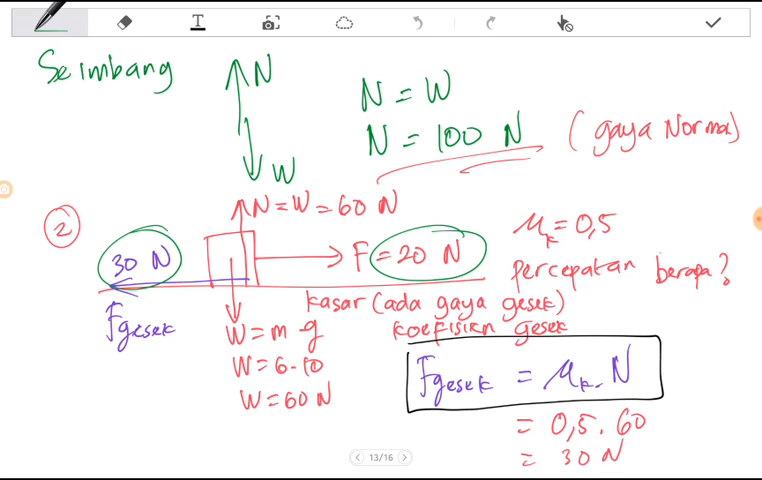 Seimbang
N
W
N = W
N = 100 N
(gaya Normal)
2
N=W=60 N
30 N
F = 20 N
μk = 0,5
percepatan berapa?
kasar (ada gaya gesek)
koefisien gesek
Fgesek
W = m g
W = 6.10
W = 60 N
Fgesek = μk. N
= 0,5. 60
= 30 N
13/16